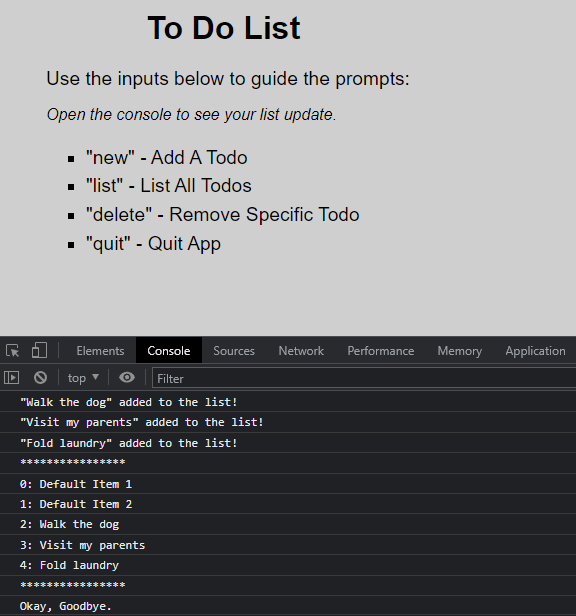 To Do List
Use the inputs below to guide the prompts:
Open the console to see your list update.
"new" - Add A Todo
"list" - List All Todos
"delete" - Remove Specific Todo
"quit" - Quit App
Elements Console Sources Network Performance Memory Application
top Filter
"Walk the dog" added to the list!
"Visit my parents" added to the list!
"Fold laundry" added to the list!
****************
0: Default Item 1
1: Default Item 2
2: Walk the dog
3: Visit my parents
4: Fold laundry
****************
Okay, Goodbye.